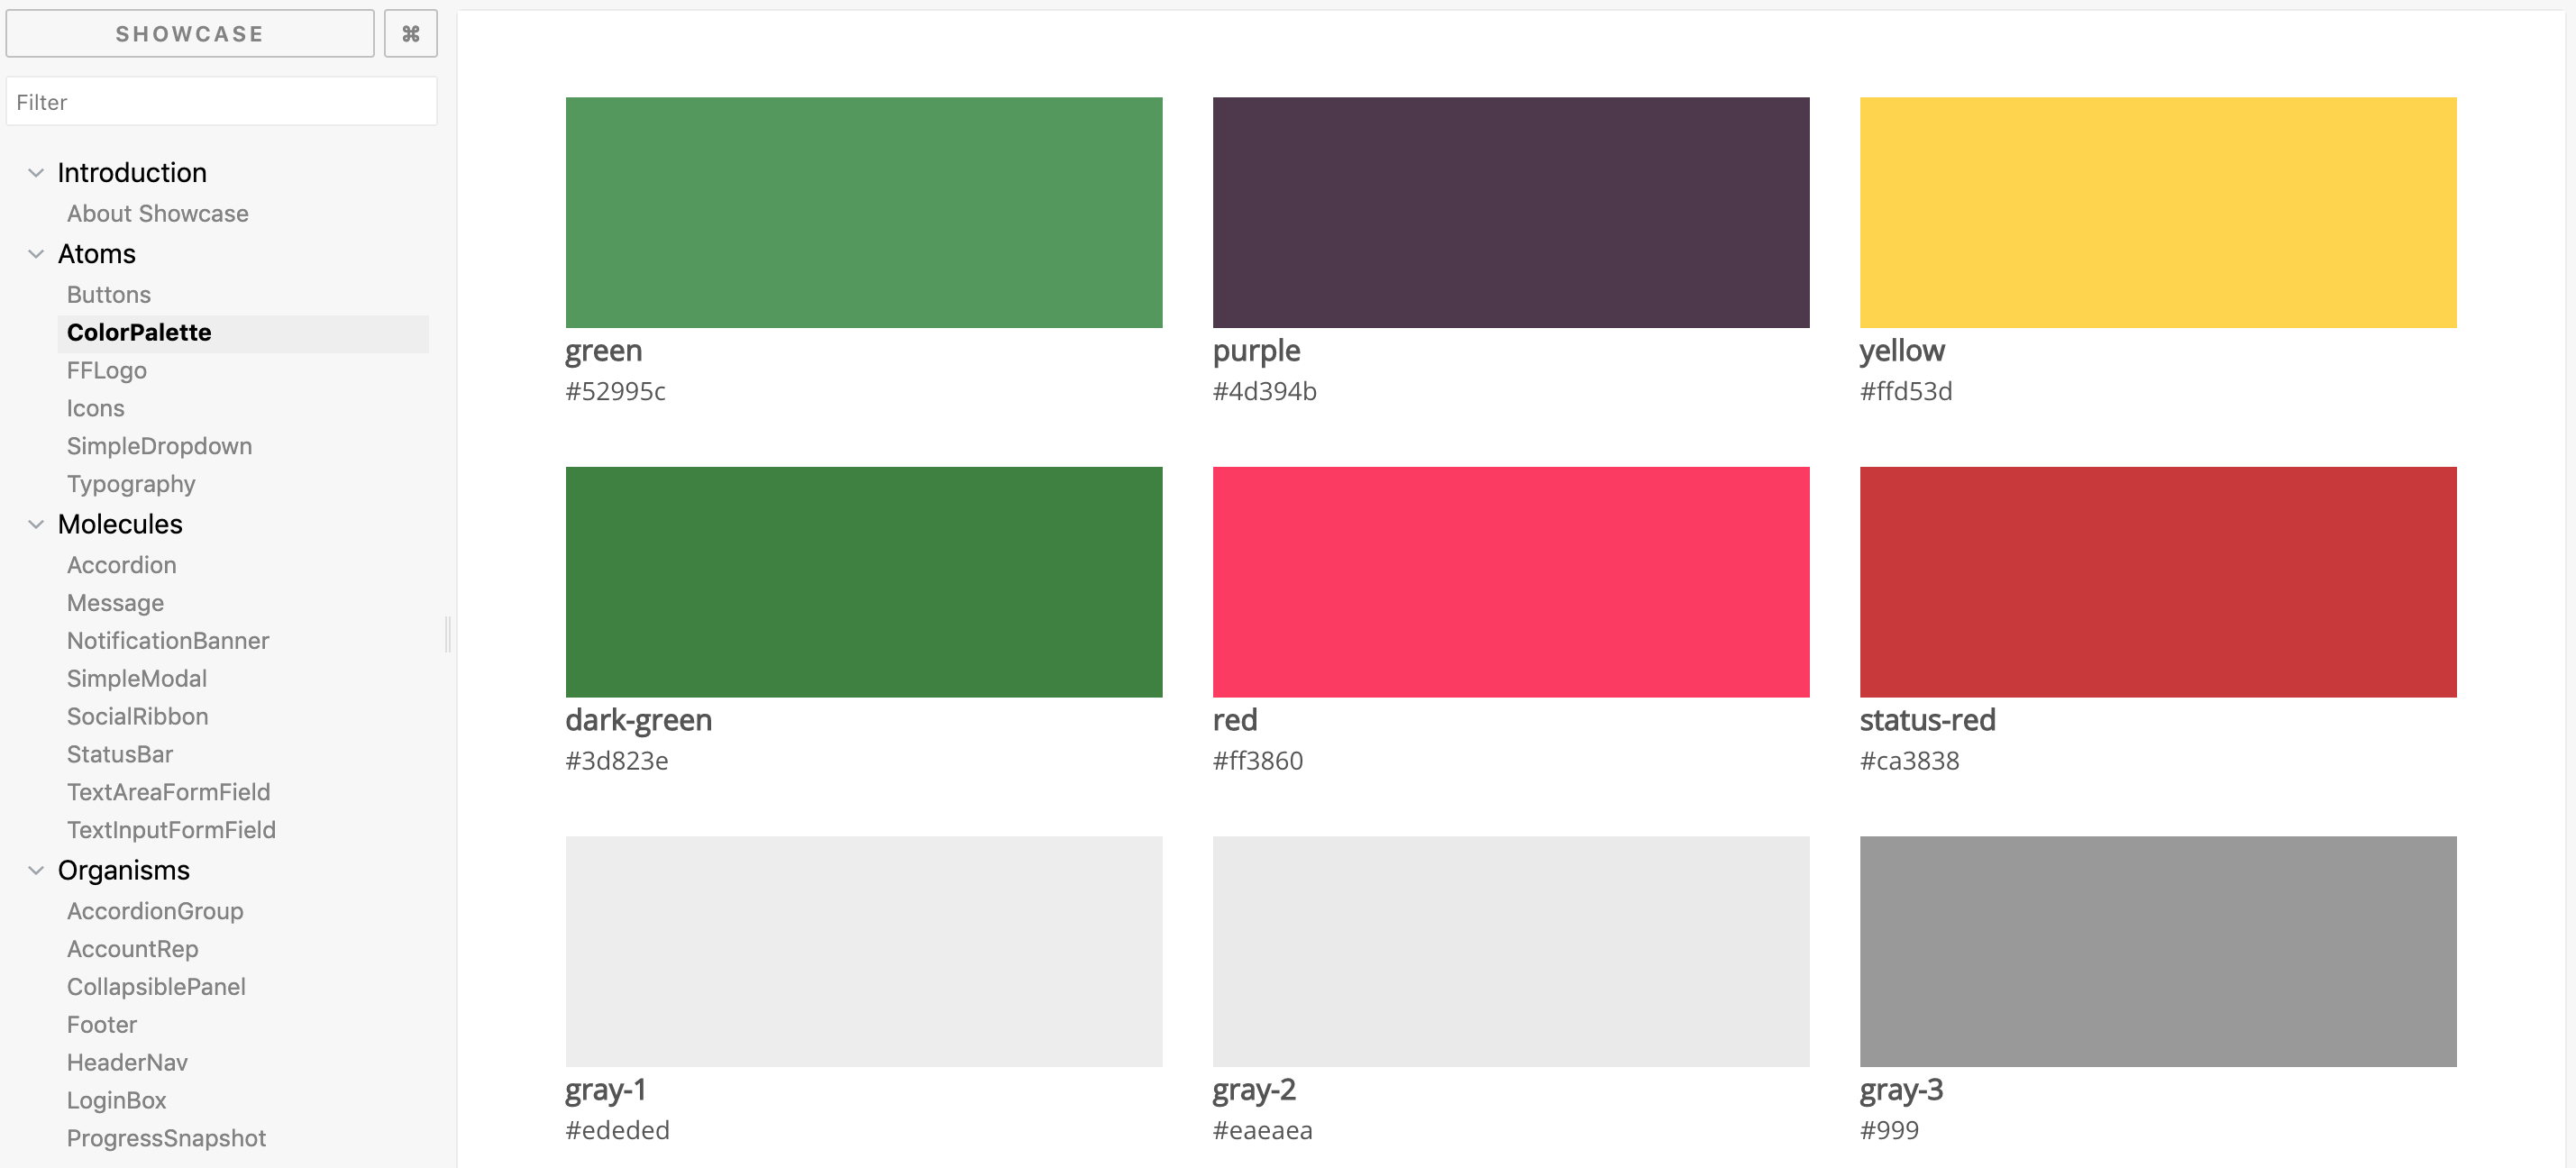 SHOWCASE
⌘
Filter
Introduction
About Showcase
Atoms
Buttons
ColorPalette
FFLogo
Icons
SimpleDropdown
Typography
Molecules
Accordion
Message
NotificationBanner
SimpleModal
SocialRibbon
StatusBar
TextAreaFormField
TextInputFormField
Organisms
AccordionGroup
AccountRep
CollapsiblePanel
Footer
HeaderNav
LoginBox
ProgressSnapshot
green
#52995c
purple
#4d394b
yellow
#ffd53d
dark-green
#3d823e
red
#ff3860
status-red
#ca3838
gray-1
#ededed
gray-2
#eaeaea
gray-3
#999